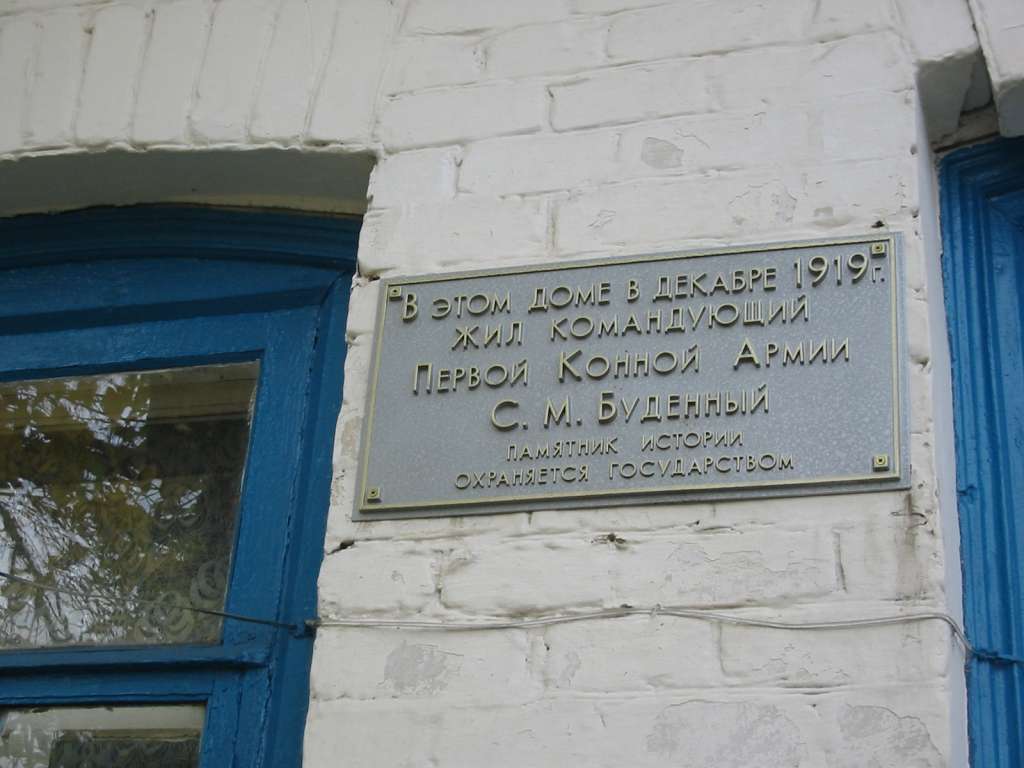 В ЭТОМ ДОМЕ В ДЕКАБРЕ 1919г.
ЖИЛ КОМАНДУЮЩИЙ
ПЕРВОЙ КОННОЙ АРМИИ
С. М. БУДЕННЫЙ
ПАМЯТНИК ИСТОРИИ
ОХРАНЯЕТСЯ ГОСУДАРСТВОМ